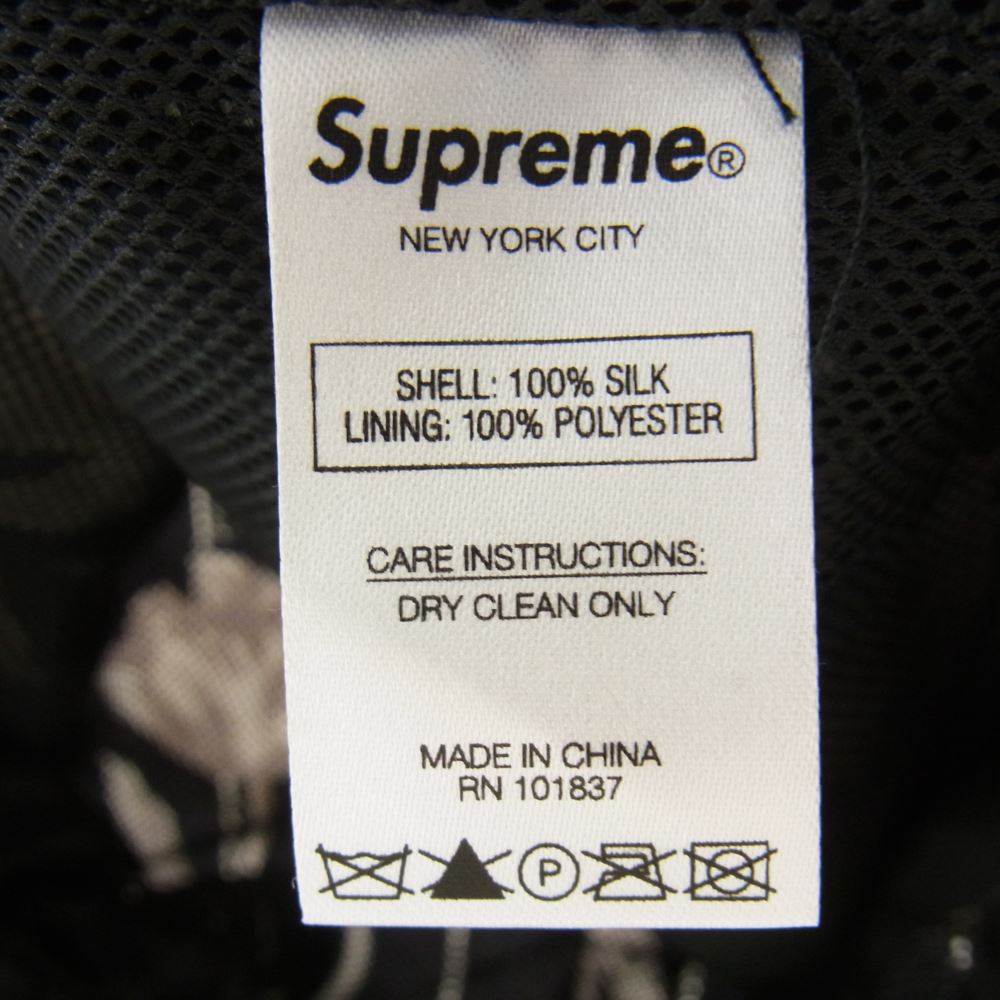 Supreme®
NEW YORK CITY
SHELL: 100% SILK
LINING: 100% POLYESTER
CARE INSTRUCTIONS:
DRY CLEAN ONLY
MADE IN CHINA
RN 101837
P